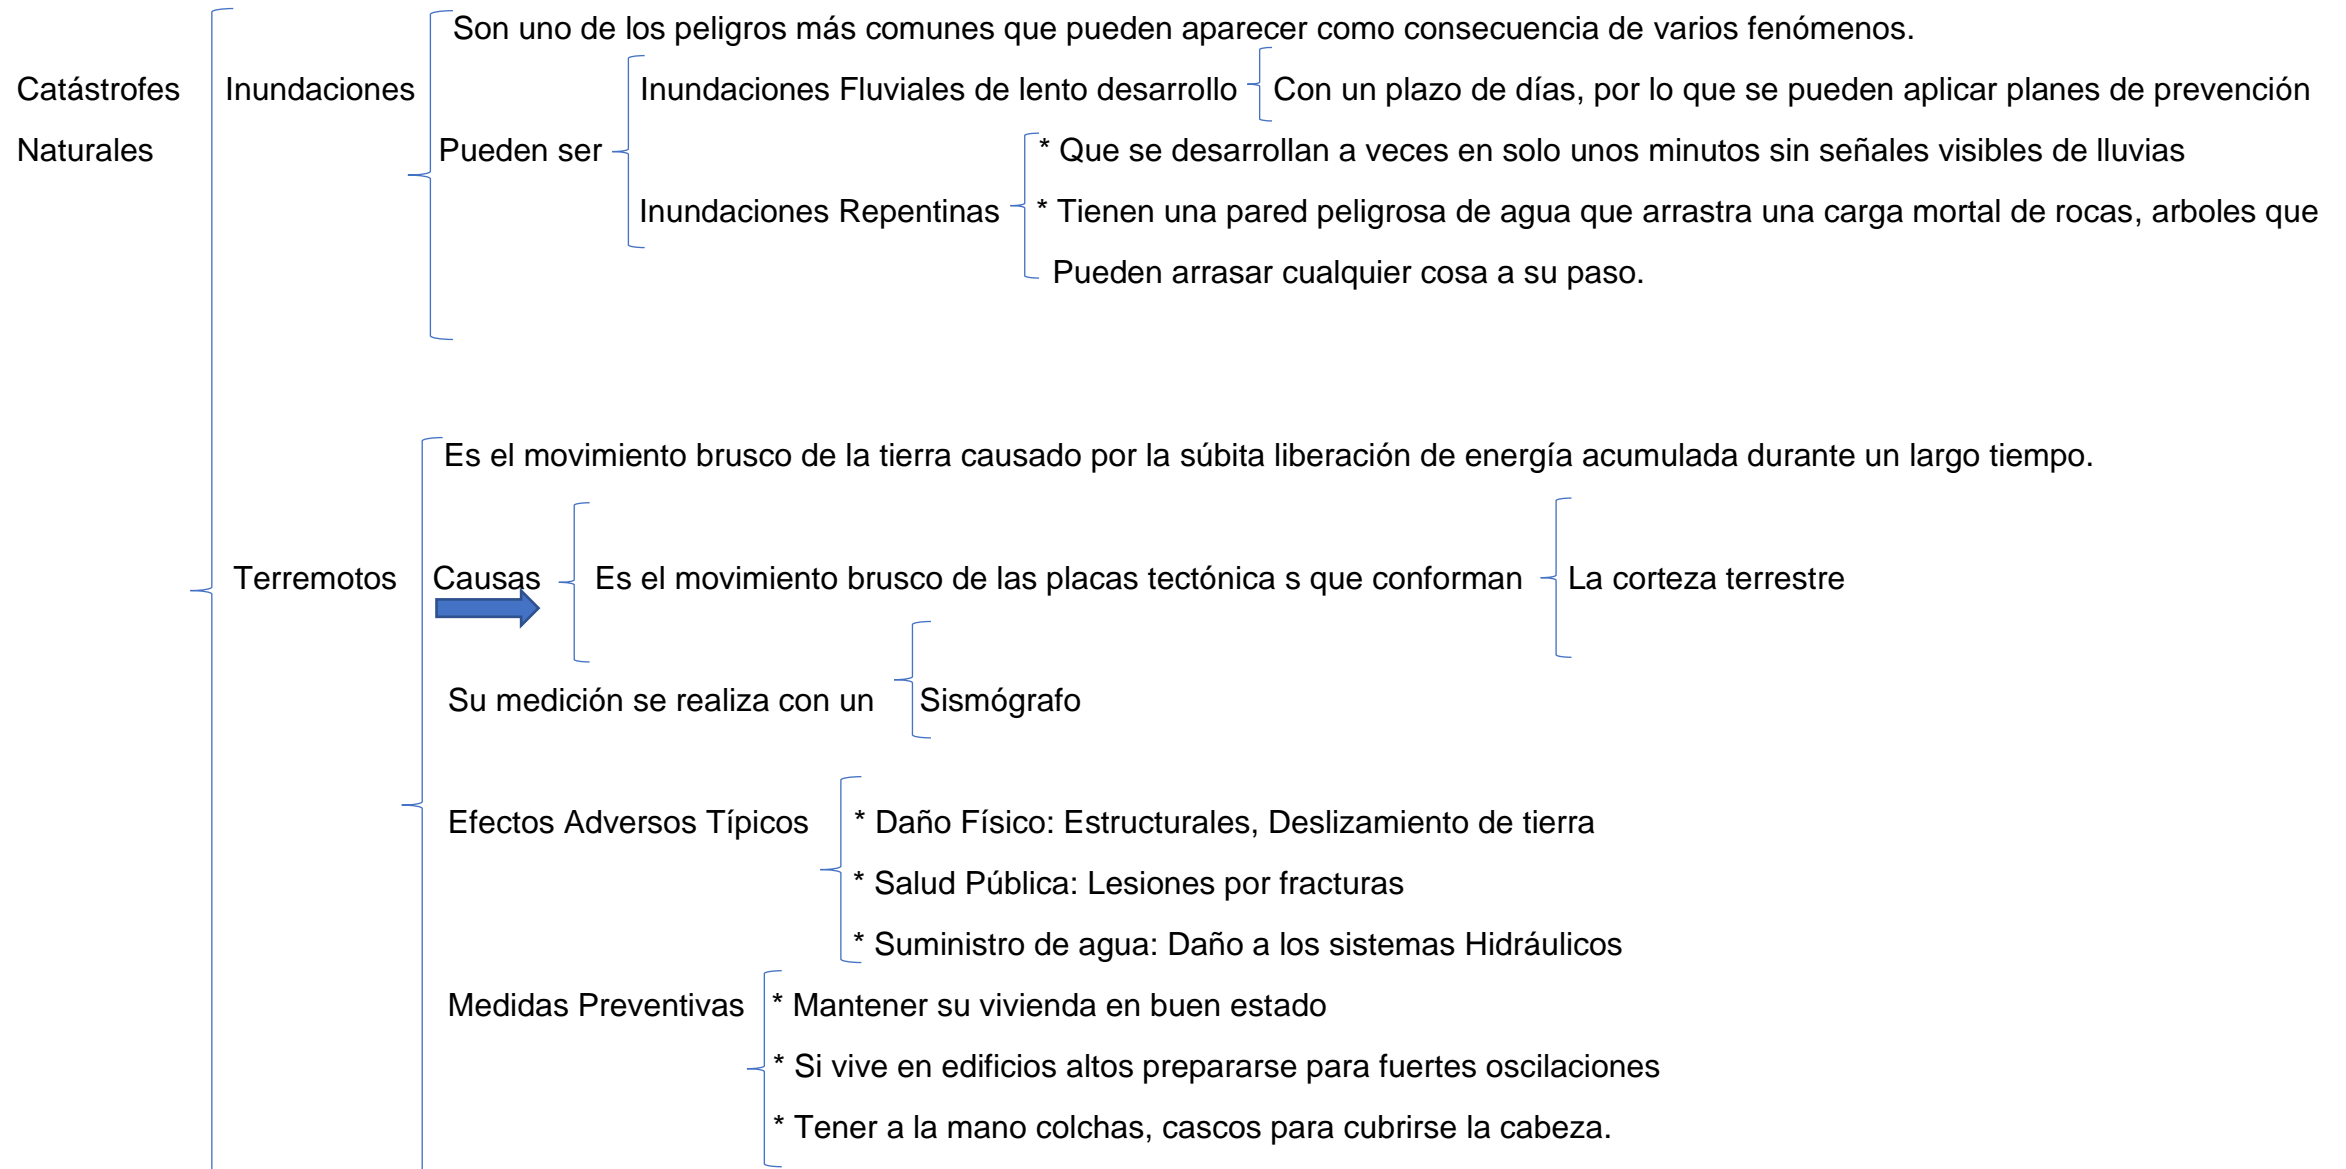 Son uno de los peligros más comunes que pueden aparecer como consecuencia de varios fenómenos.
Catástrofes Inundaciones Inundaciones Fluviales de lento desarrollo Con un plazo de días, por lo que se pueden aplicar planes de prevención
Naturales Pueden ser * Que se desarrollan a veces en solo unos minutos sin señales visibles de lluvias
Inundaciones Repentinas * Tienen una pared peligrosa de agua que arrastra una carga mortal de rocas, arboles que
Pueden arrasar cualquier cosa a su paso.
Es el movimiento brusco de la tierra causado por la súbita liberación de energía acumulada durante un largo tiempo.
Terremotos Causas Es el movimiento brusco de las placas tectónica s que conforman La corteza terrestre
Su medición se realiza con un Sismógrafo
Efectos Adversos Típicos * Daño Físico: Estructurales, Deslizamiento de tierra
* Salud Pública: Lesiones por fracturas
* Suministro de agua: Daño a los sistemas Hidráulicos
Medidas Preventivas * Mantener su vivienda en buen estado
* Si vive en edificios altos prepararse para fuertes oscilaciones
* Tener a la mano colchas, cascos para cubrirse la cabeza.